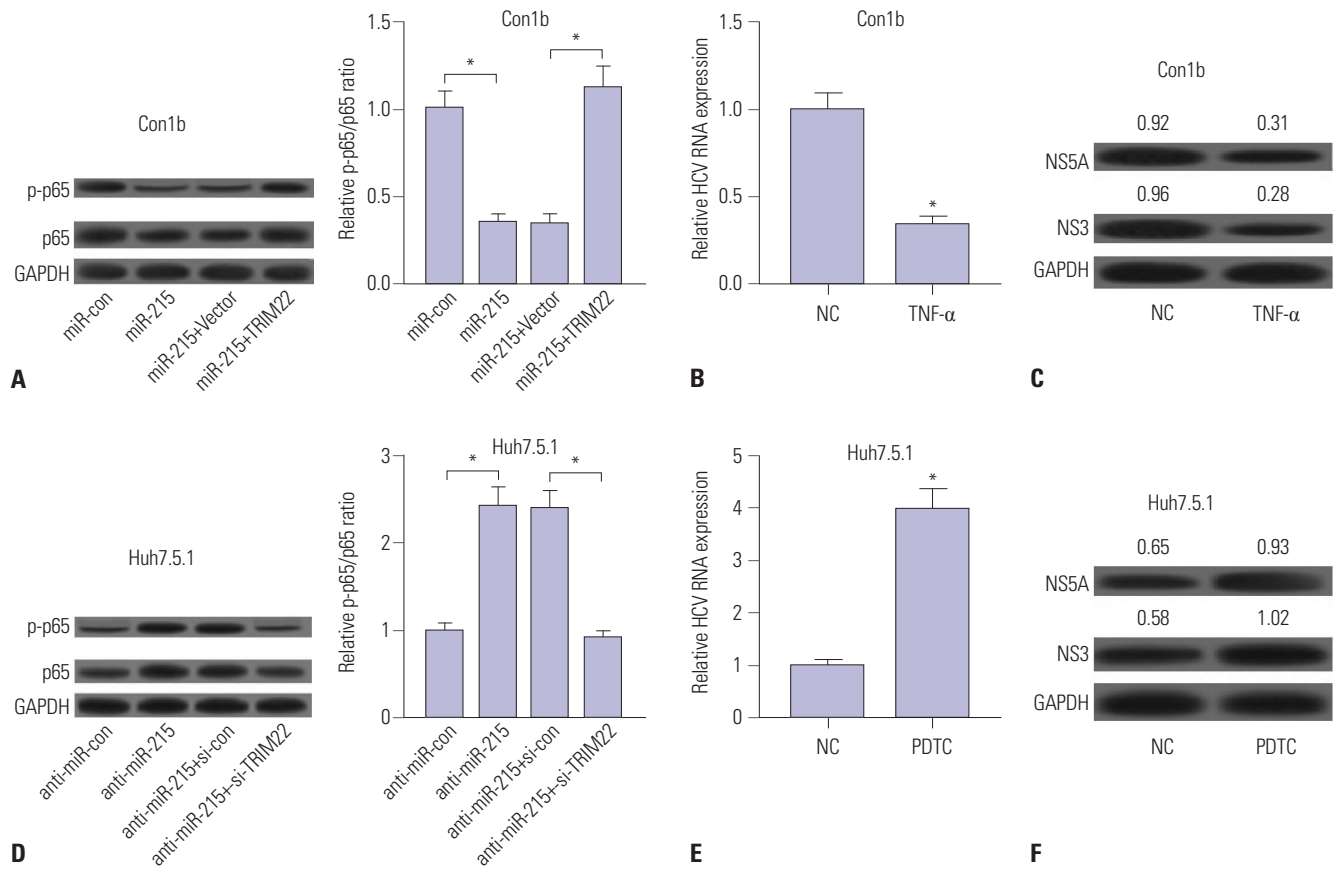 Con1b
p-p65
p65
GAPDH
miR-con
miR-215
miR-215+Vector
miR-215+TRIM22
A
Con1b
Relative p-p65/p65 ratio
1.5
1.0
0.5
0.0
*
*
miR-con
miR-215
miR-215+Vector
miR-215+TRIM22
Con1b
Relative HCV RNA expression
1.5
1.0
0.5
0.0
*
NC
TNF-α
B
Con1b
0.92
0.31
NS5A
0.96
0.28
NS3
GAPDH
NC
TNF-α
C
Huh7.5.1
p-p65
p65
GAPDH
anti-miR-con
anti-miR-215
anti-miR-215+si-con
anti-miR-215+-si-TRIM22
D
Huh7.5.1
Relative p-p65/p65 ratio
3
2
1
0
*
*
anti-miR-con
anti-miR-215
anti-miR-215+si-con
anti-miR-215+-si-TRIM22
Huh7.5.1
Relative HCV RNA expression
5
4
3
2
1
0
*
NC
PDTC
E
Huh7.5.1
0.65
0.93
NS5A
0.58
1.02
NS3
GAPDH
NC
PDTC
F